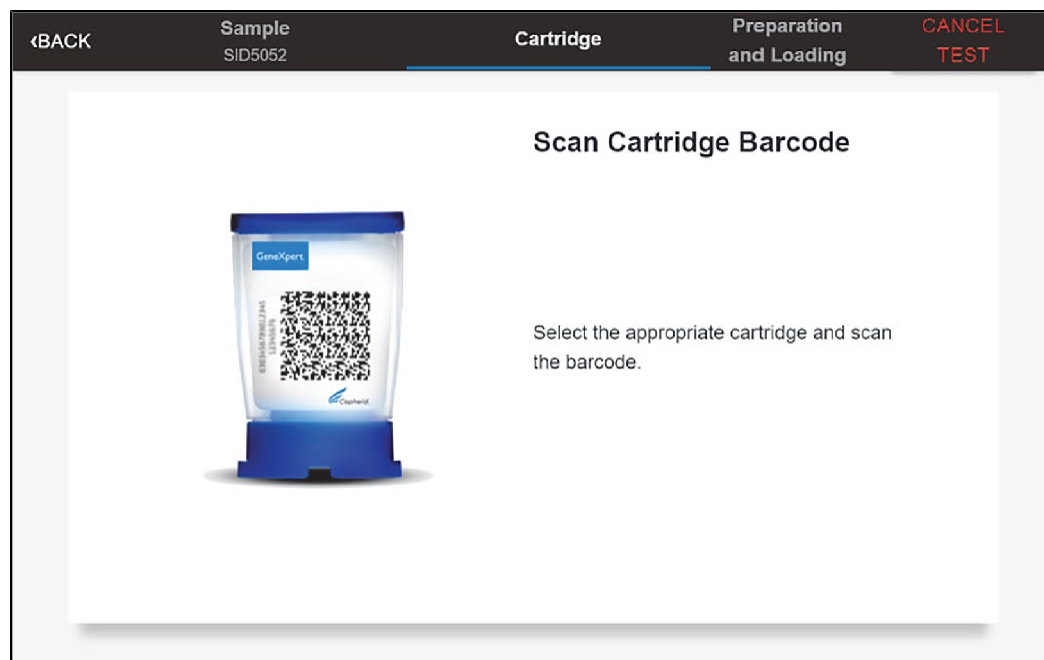 ‹BACK
Sample
SID5052
Cartridge
Preparation
and Loading
CANCEL
TEST
Scan Cartridge Barcode
GeneXpert
Cepheid
Select the appropriate cartridge and scan
the barcode.